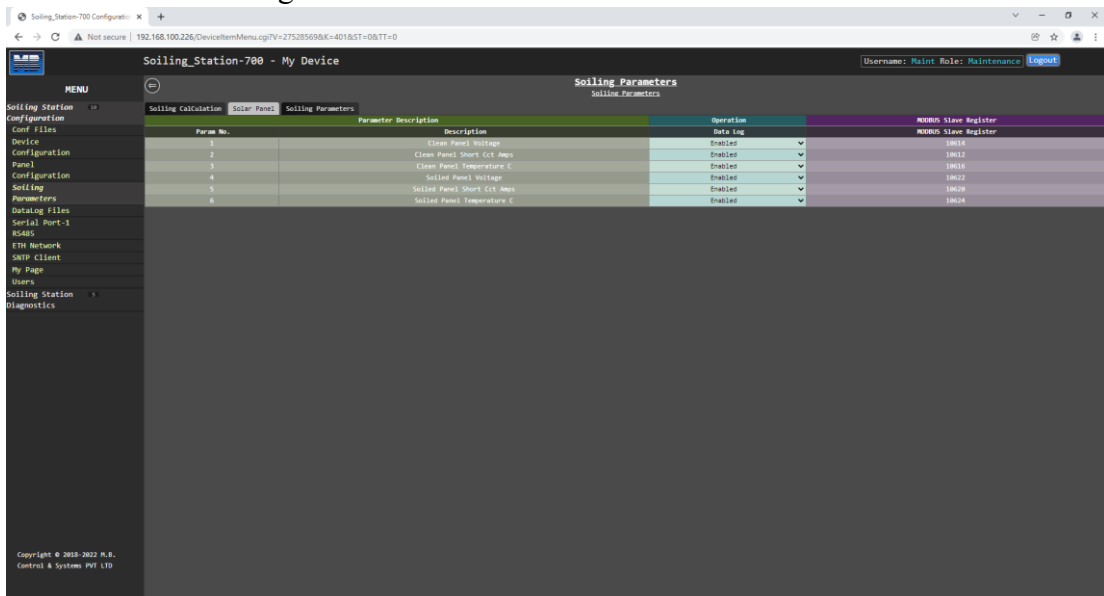 Soiling_Station-700 Configuratio
Not secure | 192.168.100.226/DeviceItemMenu.cgi?V=27528569&K=401&ST=0&TT=0
Soiling_Station-700 - My Device
Username: Maint Role: Maintenance Logout
MENU
Soiling Station 10
Configuration
Conf Files
Device
Configuration
Panel
Configuration
Soiling
Parameters
DataLog Files
Serial Port-1
RS485
ETH Network
SNTP Client
My Page
Users
Soiling Station 5
Diagnostics
Soiling Parameters
Soiling Parameters
Soiling CalCulation Solar Panel Soiling Parameters
Parameter Description Operation MODBUS Slave Register
Param No. Description Data Log MODBUS Slave Register
1 Clean Panel Voltage Enabled 10614
2 Clean Panel Short Cct Amps Enabled 10612
3 Clean Panel Temperature C Enabled 10616
4 Soiled Panel Voltage Enabled 10622
5 Soiled Panel Short Cct Amps Enabled 10620
6 Soiled Panel Temperature C Enabled 10624
Copyright © 2018-2022 M.B.
Control & Systems PVT LTD